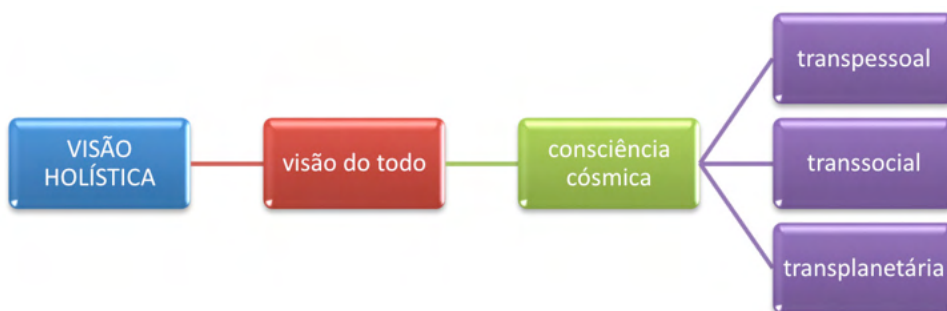 VISÃO
HOLÍSTICA
visão do todo
consciência
cósmica
transpessoal
transsocial
transplanetária